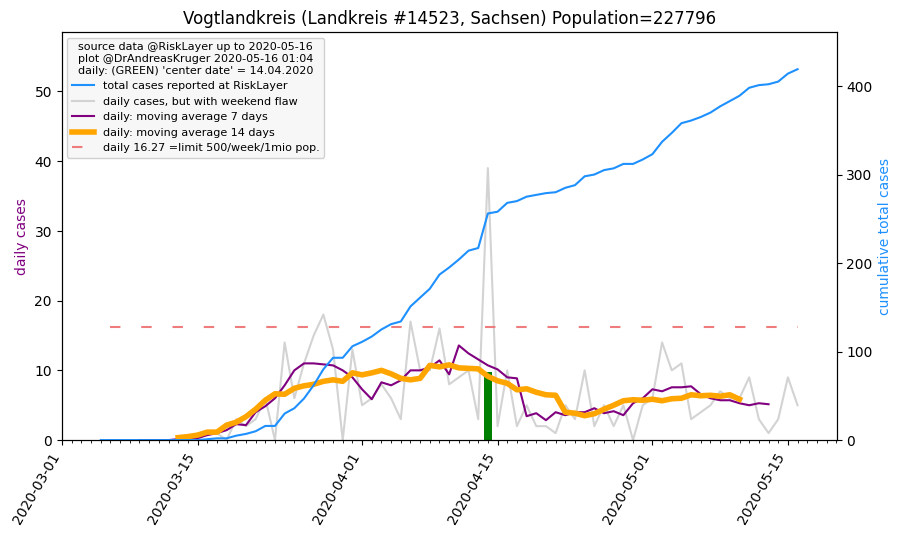 Vogtlandkreis (Landkreis #14523, Sachsen) Population=227796
source data @RiskLayer up to 2020-05-16
plot @DrAndreasKruger 2020-05-16 01:04
daily: (GREEN) 'center date' = 14.04.2020
total cases reported at RiskLayer
daily cases, but with weekend flaw
daily: moving average 7 days
daily: moving average 14 days
daily 16.27 =limit 500/week/1mio pop.
daily cases
50
40
30
20
10
0
cumulative total cases
400
300
200
100
0
2020-03-01
2020-03-15
2020-04-01
2020-04-15
2020-05-01
2020-05-15